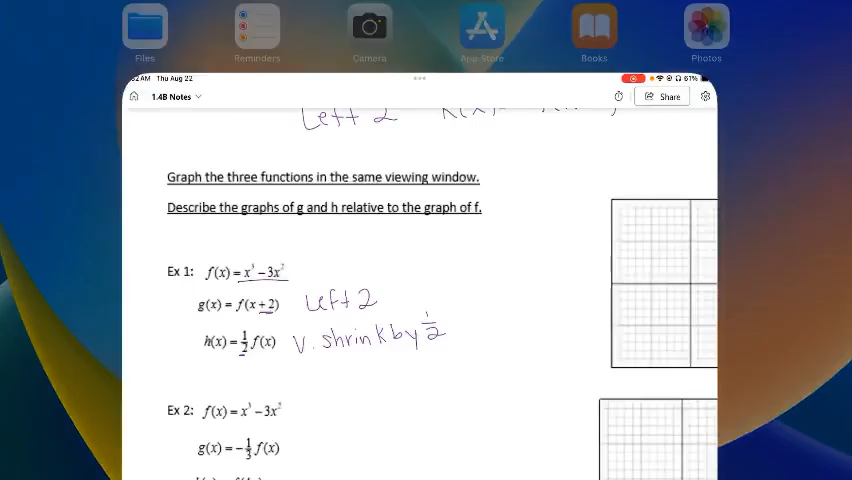 Files Reminders Camera App Store Books Photos
Thu Aug 22 61%
1.4B Notes Share
Left 2
Graph the three functions in the same viewing window.
Describe the graphs of g and h relative to the graph of f.
Ex 1: f(x) = x³ − 3x²
g(x) = f(x + 2) Left 2
h(x) = 1/2 f(x) V. shrink by 1/2
Ex 2: f(x) = x³ − 3x²
g(x) = −1/3 f(x)